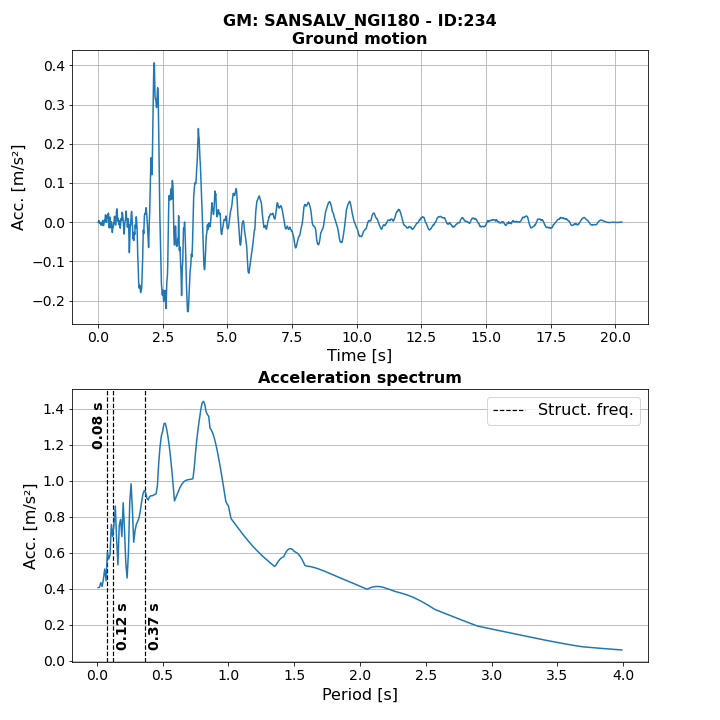 GM: SANSALV_NGI180 - ID:234
Ground motion
0.4
0.3
0.2
0.1
0.0
−0.1
−0.2
Acc. [m/s²]
0.0 2.5 5.0 7.5 10.0 12.5 15.0 17.5 20.0
Time [s]
Acceleration spectrum
1.4
1.2
1.0
0.8
0.6
0.4
0.2
0.0
Acc. [m/s²]
0.08 s
0.12 s
0.37 s
Struct. freq.
0.0 0.5 1.0 1.5 2.0 2.5 3.0 3.5 4.0
Period [s]